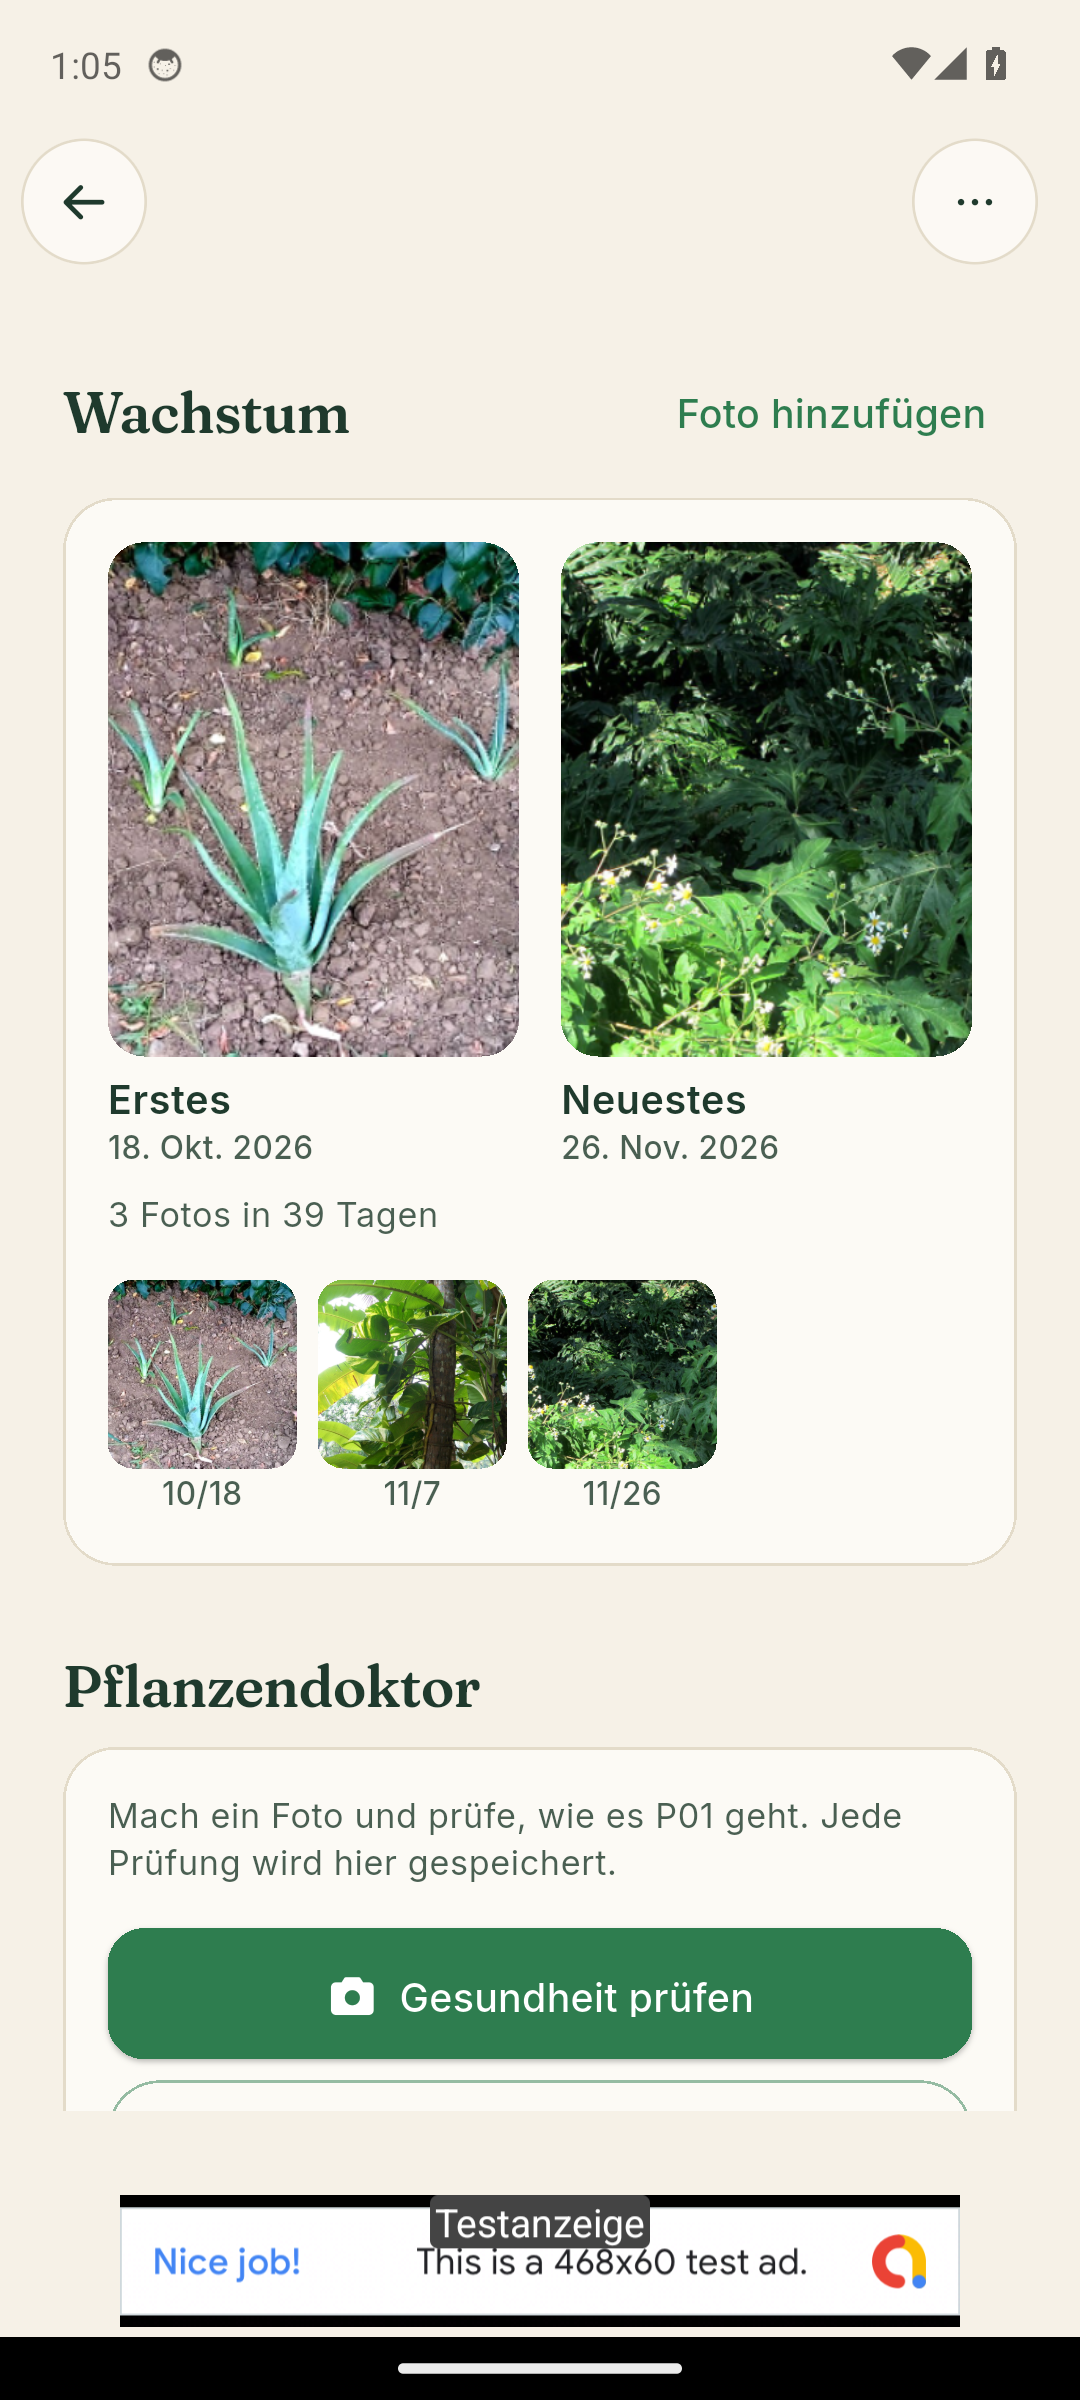 1:05
Wachstum
Foto hinzufügen
Erstes
18. Okt. 2026
Neuestes
26. Nov. 2026
3 Fotos in 39 Tagen
10/18
11/7
11/26
Pflanzendoktor
Mach ein Foto und prüfe, wie es P01 geht. Jede
Prüfung wird hier gespeichert.
Gesundheit prüfen
Testanzeige
Nice job!
This is a 468x60 test ad.